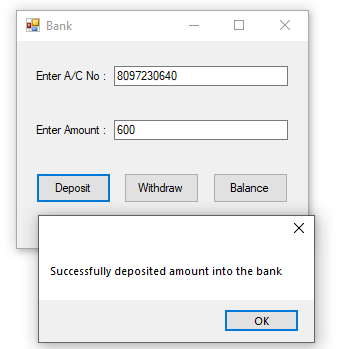 Bank
Enter A/C No : 8097230640
Enter Amount : 600
Deposit Withdraw Balance
Successfully deposited amount into the bank
OK